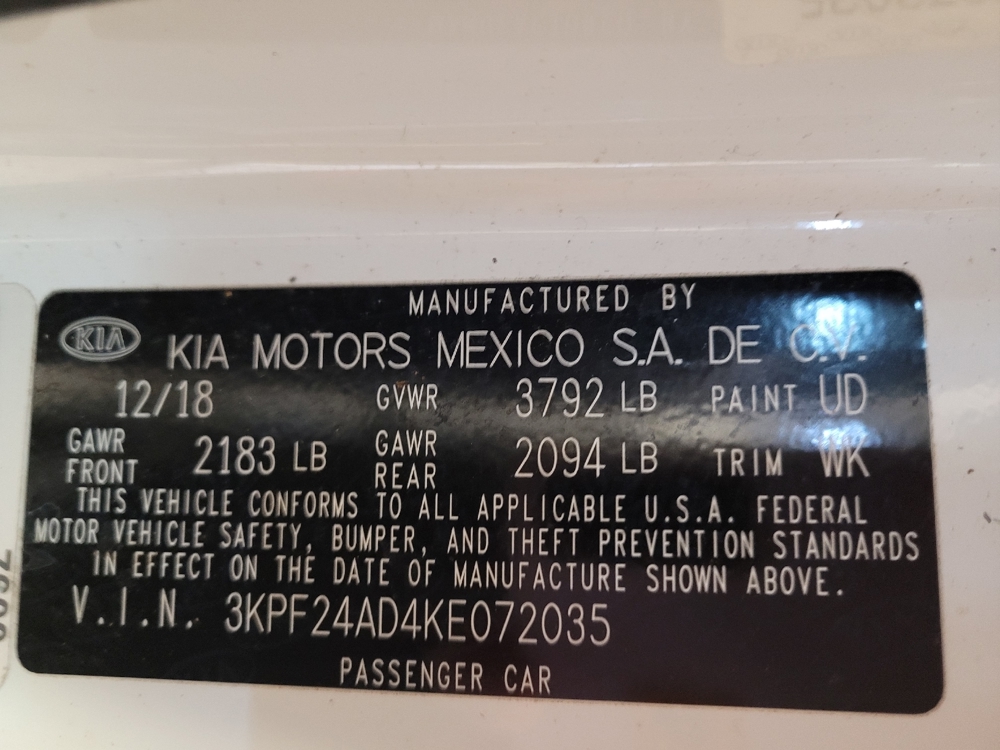 MANUFACTURED BY
KIA KIA MOTORS MEXICO S.A. DE C.V.
12/18 GVWR 3792 LB PAINT UD
GAWR FRONT 2183 LB GAWR REAR 2094 LB TRIM WK
THIS VEHICLE CONFORMS TO ALL APPLICABLE U.S.A. FEDERAL
MOTOR VEHICLE SAFETY, BUMPER, AND THEFT PREVENTION STANDARDS
IN EFFECT ON THE DATE OF MANUFACTURE SHOWN ABOVE.
V.I.N. 3KPF24AD4KE072035
PASSENGER CAR